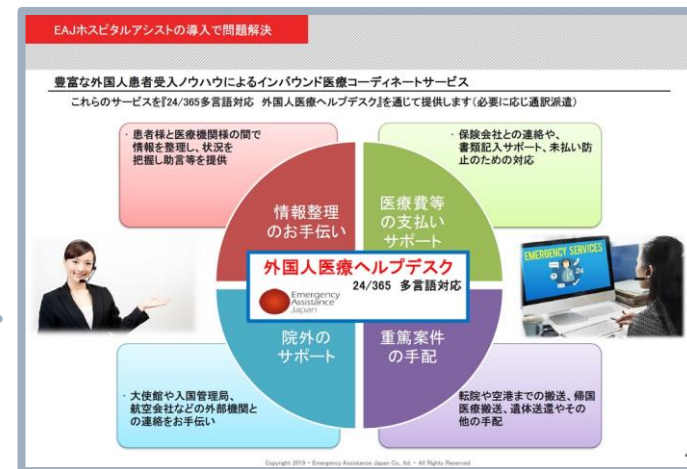 EAJホスピタルアシストの導入で問題解決
豊富な外国人患者受入ノウハウによるインバウンド医療コーディネートサービス
これらのサービスを『24/365多言語対応 外国人医療ヘルプデスク』を通じて提供します(必要に応じ通訳派遣)
・患者様と医療機関様の間で
情報を整理し、状況を
把握し助言等を提供
・保険会社との連絡や、
書類記入サポート、未払い防
止のための対応
情報整理
のお手伝い
医療費等
の支払い
サポート
外国人医療ヘルプデスク
24/365 多言語対応
Emergency
Assistance
Japan
EMERGENCY SERVICES
24
院外の
サポート
重篤案件
の手配
・大使館や入国管理局、
航空会社などの外部機関と
の連絡をお手伝い
転院や空港までの搬送、帰国
医療搬送、遺体送還やその
他の手配
Copyright 2019 - Emergency Assistance Japan Co., ltd. - All Rights Reserved